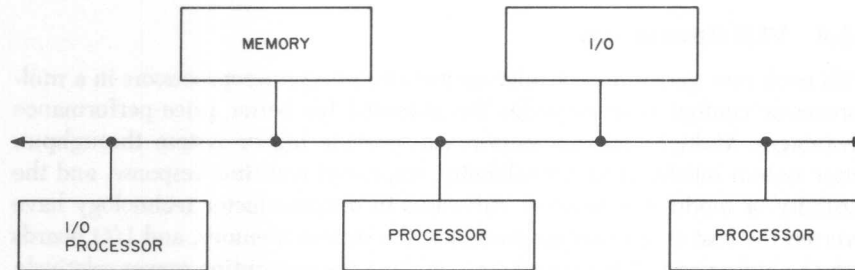 MEMORY
I/O
I/O
PROCESSOR
PROCESSOR
PROCESSOR